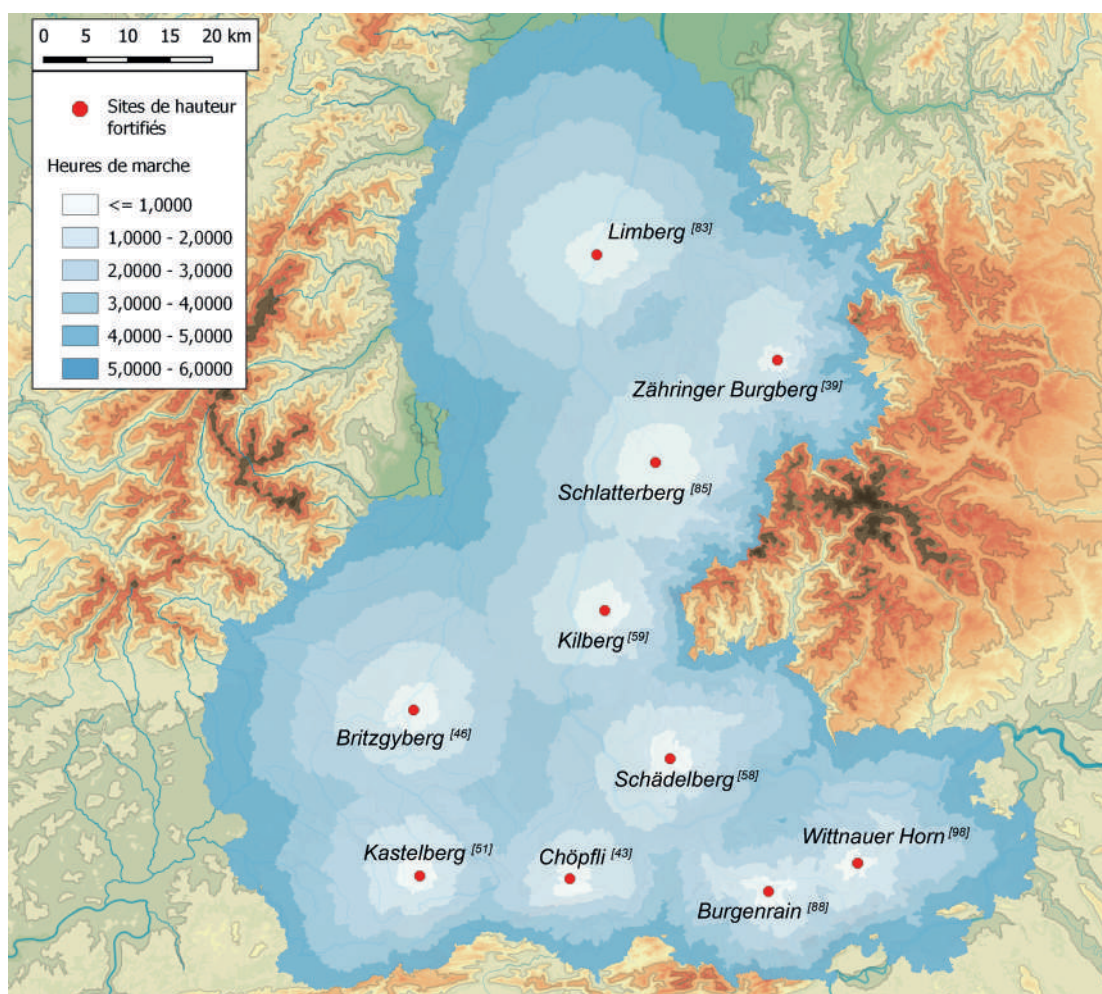 0 5 10 15 20 km
Sites de hauteur
fortifiés
Heures de marche
<= 1,0000
1,0000 - 2,0000
2,0000 - 3,0000
3,0000 - 4,0000
4,0000 - 5,0000
5,0000 - 6,0000
Limberg [83]
Zähringer Burgberg [39]
Schlatterberg [85]
Kilberg [59]
Britzgyberg [46]
Schädelberg [58]
Kastelberg [51]
Chöpfli [43]
Wittnauer Horn [98]
Burgenrain [88]